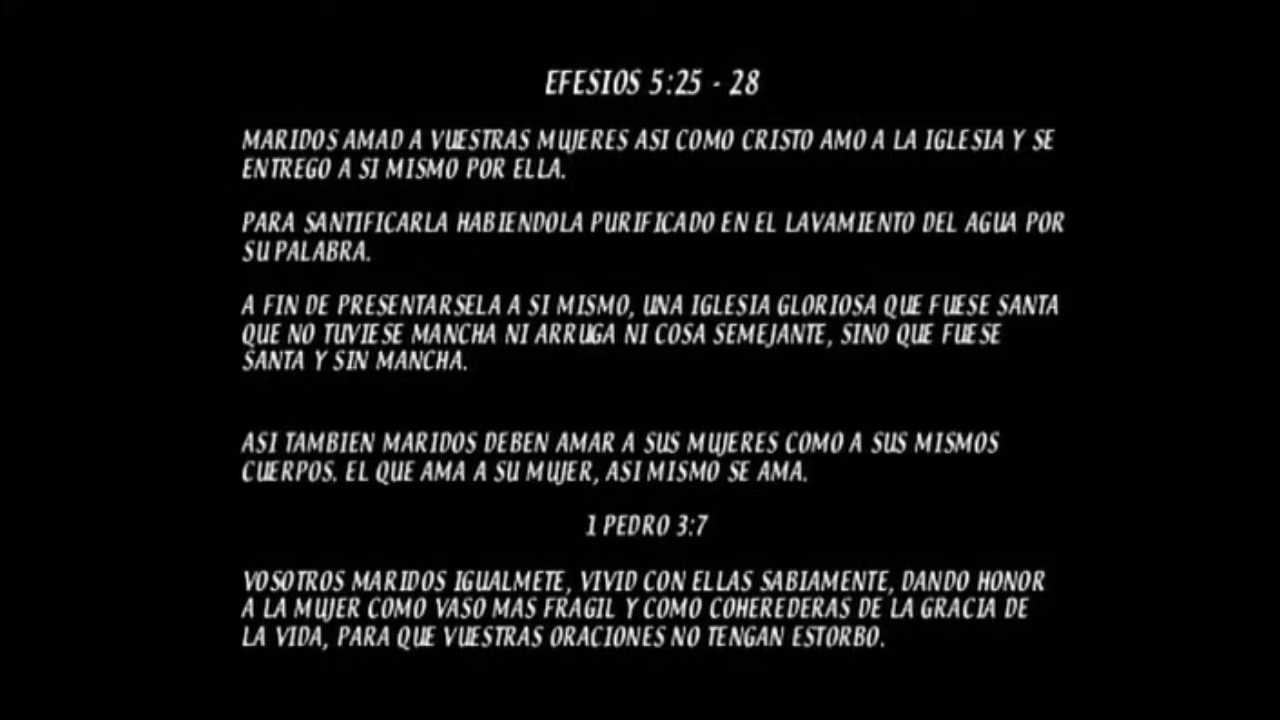 EFESIOS 5:25 - 28
MARIDOS AMAD A VUESTRAS MUJERES ASI COMO CRISTO AMO A LA IGLESIA Y SE
ENTREGO A SI MISMO POR ELLA.
PARA SANTIFICARLA HABIENDOLA PURIFICADO EN EL LAVAMIENTO DEL AGUA POR
SU PALABRA.
A FIN DE PRESENTARSELA A SI MISMO, UNA IGLESIA GLORIOSA QUE FUESE SANTA
QUE NO TUVIESE MANCHA NI ARRUGA NI COSA SEMEJANTE, SINO QUE FUESE
SANTA Y SIN MANCHA.
ASI TAMBIEN MARIDOS DEBEN AMAR A SUS MUJERES COMO A SUS MISMOS
CUERPOS. EL QUE AMA A SU MUJER, ASI MISMO SE AMA.
1 PEDRO 3:7
VOSOTROS MARIDOS IGUALMETE, VIVID CON ELLAS SABIAMENTE, DANDO HONOR
A LA MUJER COMO VASO MAS FRAGIL Y COMO COHEREDERAS DE LA GRACIA DE
LA VIDA, PARA QUE VUESTRAS ORACIONES NO TENGAN ESTORBO.